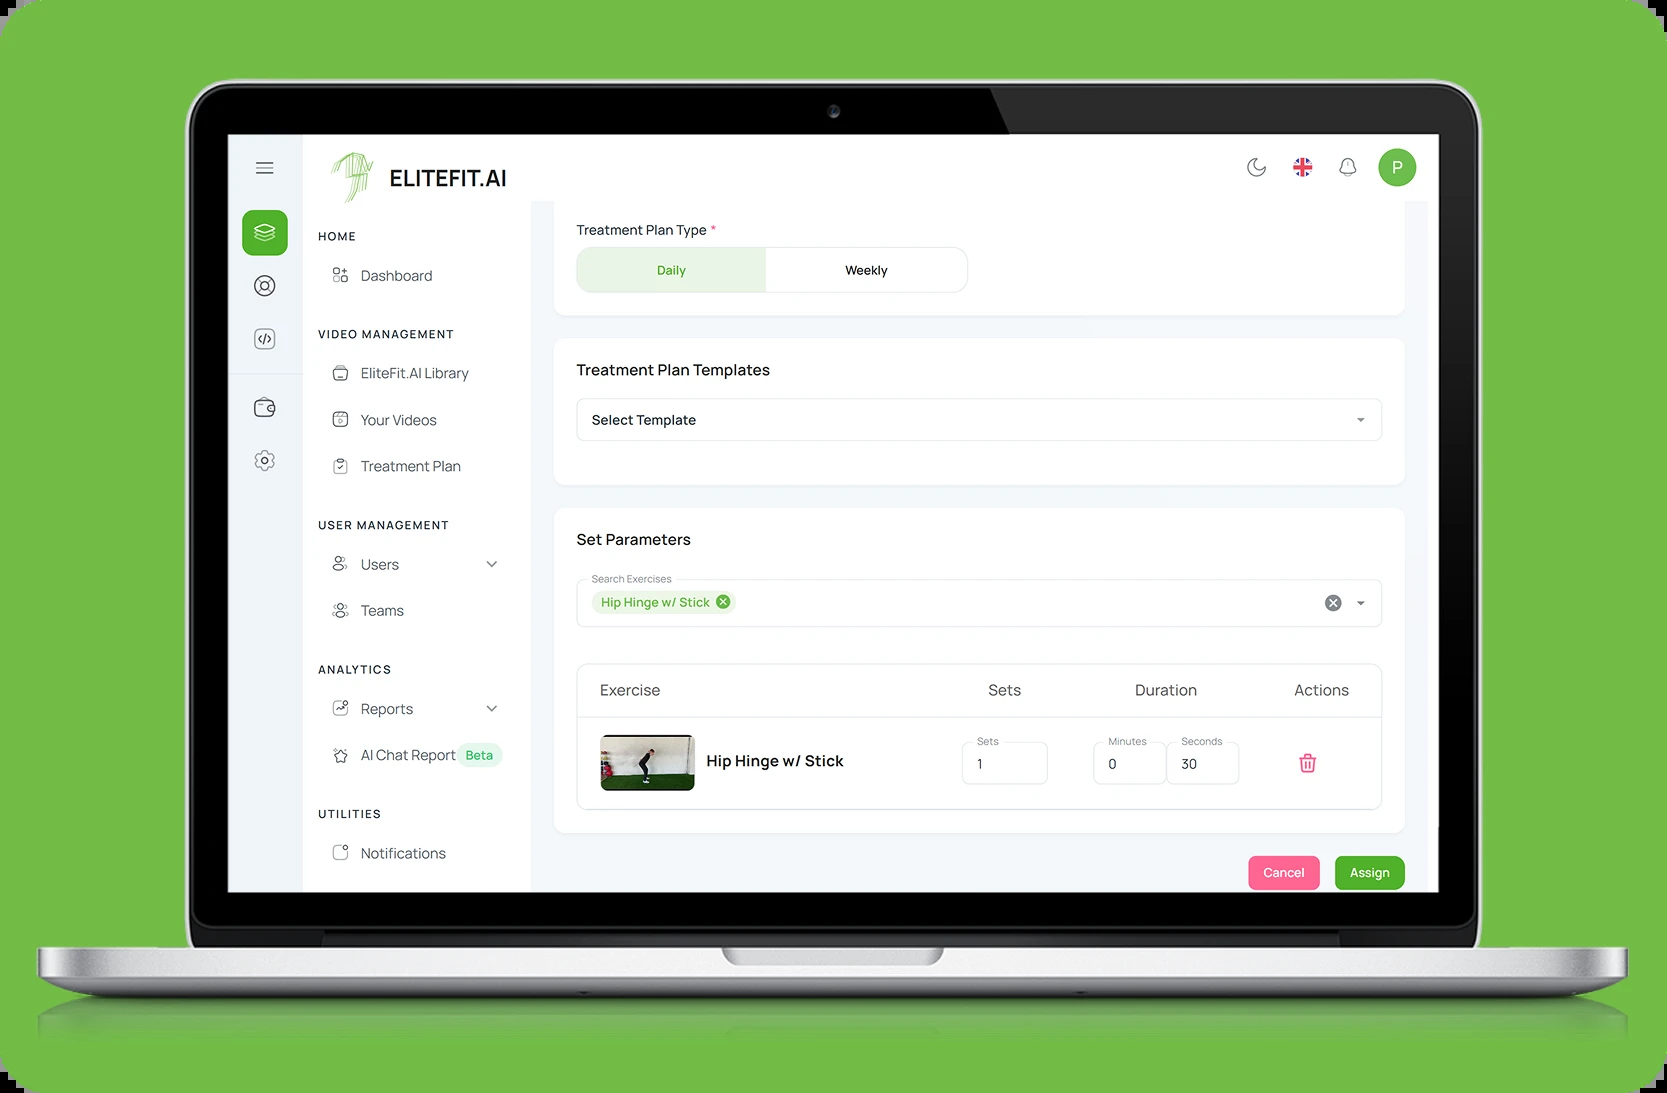 ELITEFIT.AI
P
HOME
Dashboard
VIDEO MANAGEMENT
EliteFit.AI Library
Your Videos
Treatment Plan
USER MANAGEMENT
Users
Teams
ANALYTICS
Reports
AI Chat Report Beta
UTILITIES
Notifications
Treatment Plan Type *
Daily Weekly
Treatment Plan Templates
Select Template
Set Parameters
Search Exercises
Hip Hinge w/ Stick
Exercise Sets Duration Actions
Sets Minutes Seconds
Hip Hinge w/ Stick 1 0 30
Cancel Assign